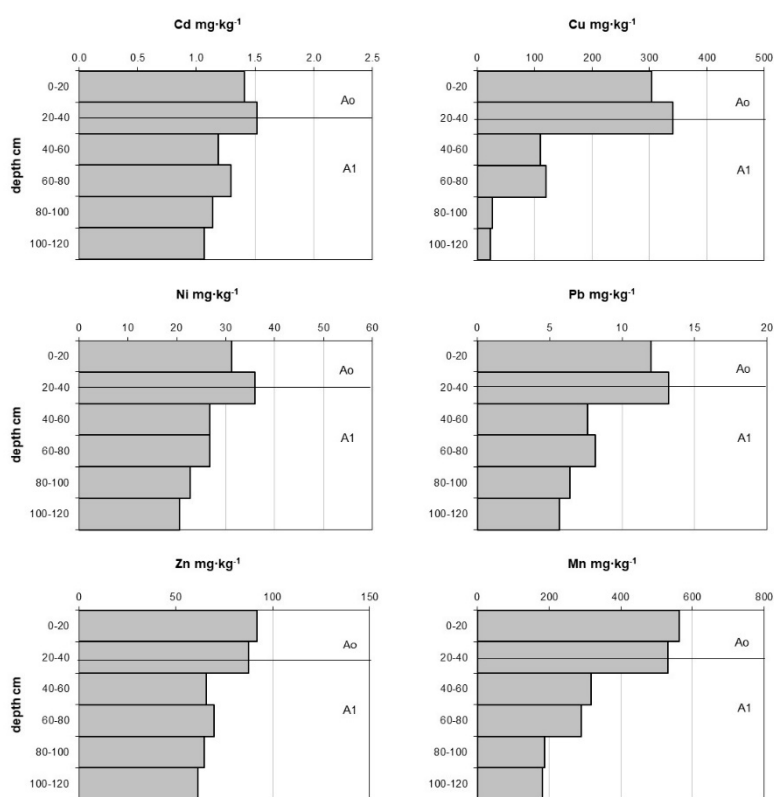 Cd mg·kg⁻¹
0.0 0.5 1.0 1.5 2.0 2.5
depth cm
0-20
20-40
40-60
60-80
80-100
100-120
Ao
A1
Cu mg·kg⁻¹
0 100 200 300 400 500
0-20
20-40
40-60
60-80
80-100
100-120
Ao
A1
Ni mg·kg⁻¹
0 10 20 30 40 50 60
depth cm
0-20
20-40
40-60
60-80
80-100
100-120
Ao
A1
Pb mg·kg⁻¹
0 5 10 15 20
0-20
20-40
40-60
60-80
80-100
100-120
Ao
A1
Zn mg·kg⁻¹
0 50 100 150
depth cm
0-20
20-40
40-60
60-80
80-100
100-120
Ao
A1
Mn mg·kg⁻¹
0 200 400 600 800
0-20
20-40
40-60
60-80
80-100
100-120
Ao
A1